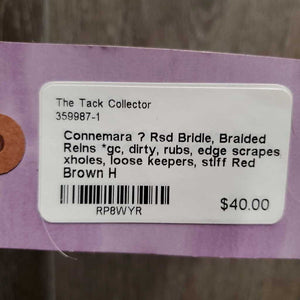 The Tack Collector
359987-1
Connemara ? Rsd Bridle, Braided
Reins *gc, dirty, rubs, edge scrapes,
xholes, loose keepers, stiff Red
Brown H
RP8WYR
$40.00